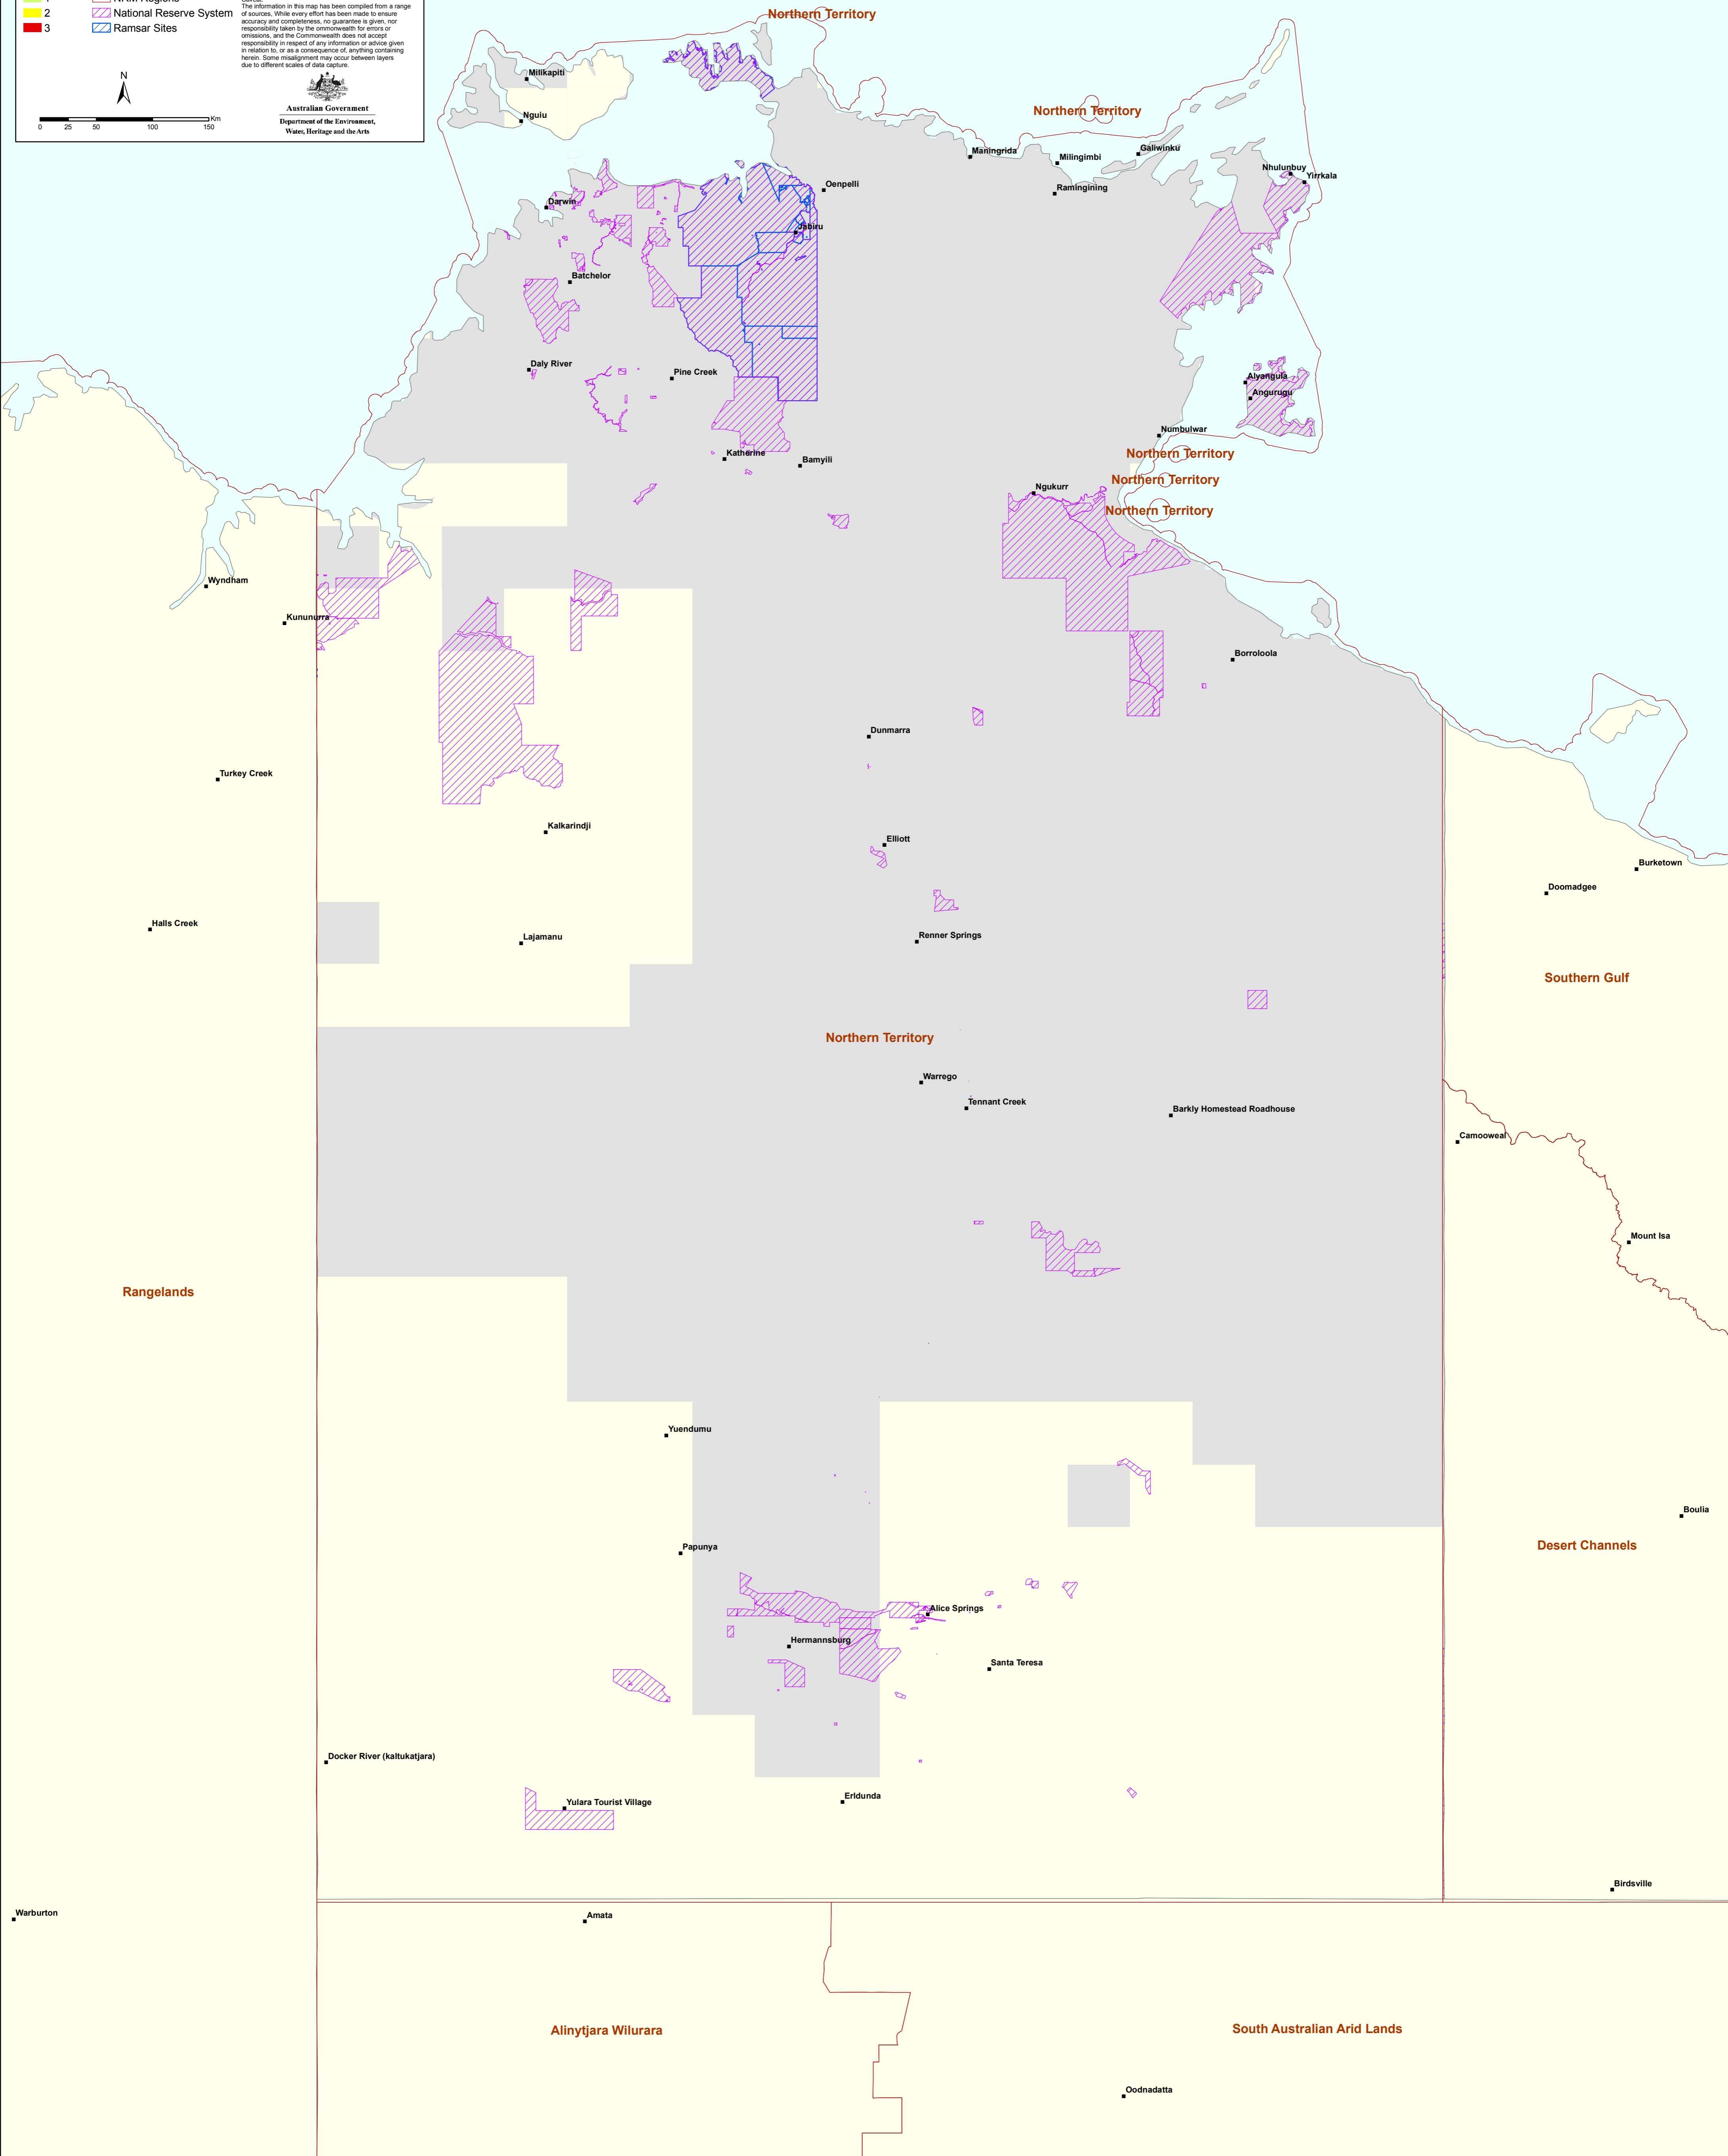 The information in this map has been compiled from a range
of sources, While every effort has been made to ensure
accuracy and completeness, no guarantee is given, nor
responsibility taken by the ommonwealth for errors or
omissions, and the Commonwealth does not accept
responsibility in respect of any information or advice given
in relation to, or as a consequence of, anything containing
herein. Some misalignment may occur between layers
due to different scales of data capture.
2
National Reserve System
3
Ramsar Sites
N
Km
0 25 50 100 150
Australian Government
Department of the Environment,
Water, Heritage and the Arts
Northern Territory
Milikapiti
Nguiu
Northern Territory
Maningrida
Milingimbi
Galiwinku
Nhulunbuy
Yirrkala
Oenpelli
Ramingining
Darwin
Jabiru
Batchelor
Daly River
Pine Creek
Alyangula
Angurugu
Numbulwar
Katherine
Bamyili
Northern Territory
Northern Territory
Ngukurr
Northern Territory
Wyndham
Kununurra
Borroloola
Dunmarra
Turkey Creek
Kalkarindji
Elliott
Burketown
Doomadgee
Halls Creek
Lajamanu
Renner Springs
Southern Gulf
Northern Territory
Warrego
Tennant Creek
Barkly Homestead Roadhouse
Camooweal
Mount Isa
Rangelands
Yuendumu
Boulia
Papunya
Desert Channels
Alice Springs
Hermannsburg
Santa Teresa
Docker River (kaltukatjara)
Yulara Tourist Village
Erldunda
Birdsville
Warburton
Amata
Alinytjara Wilurara
South Australian Arid Lands
Oodnadatta